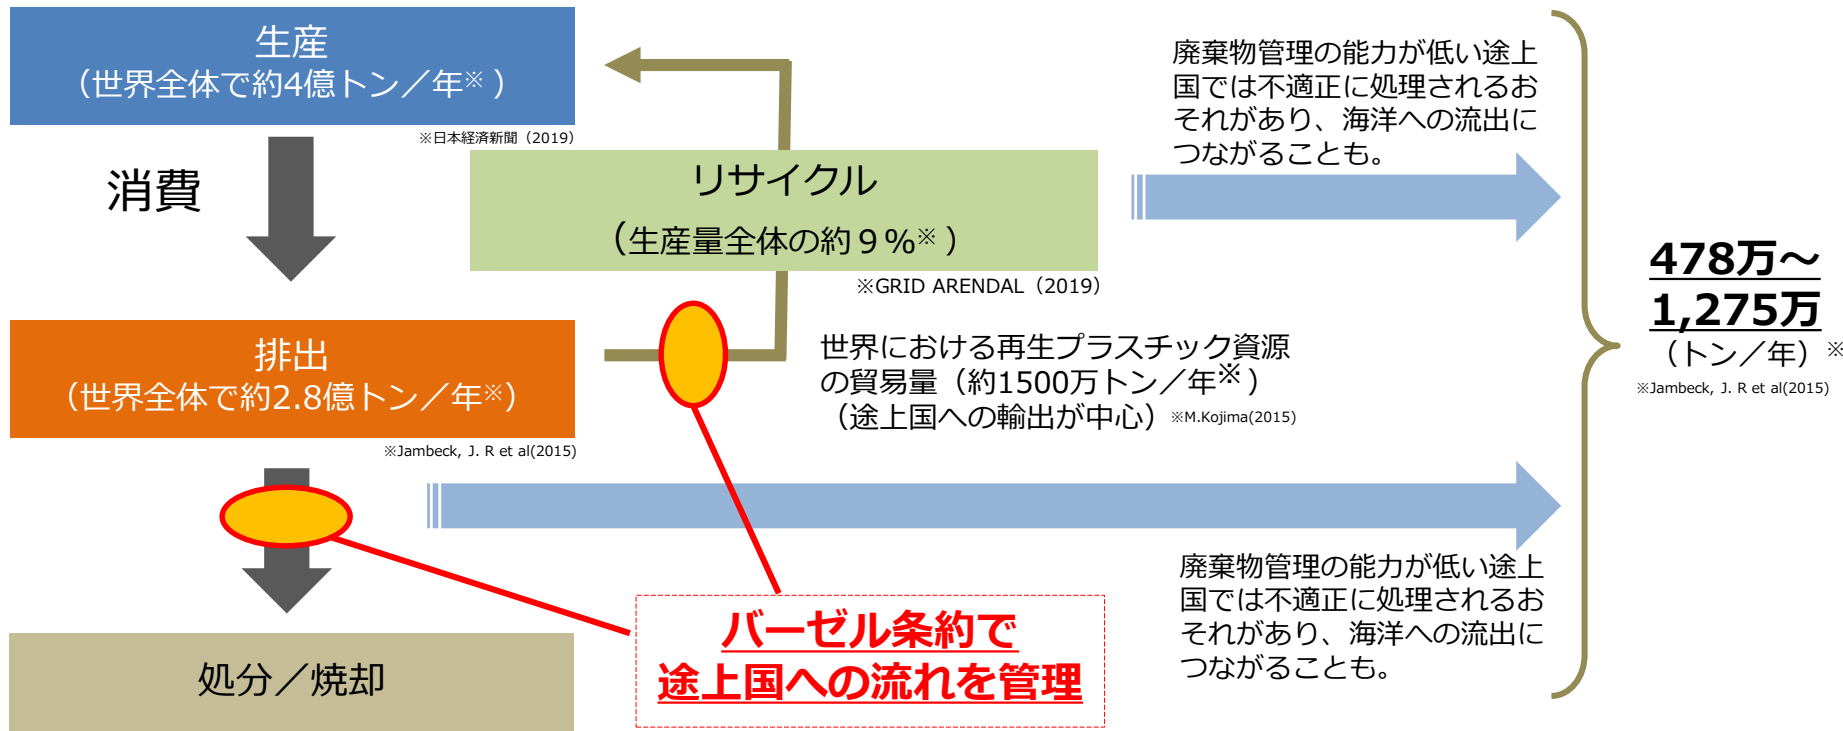 生産
（世界全体で約4億トン／年※ ）
※日本経済新聞（2019）
消費
リサイクル
（生産量全体の約９%※ ）
※GRID ARENDAL（2019）
排出
（世界全体で約2.8億トン／年※）
※Jambeck, J. R et al(2015)
世界における再生プラスチック資源
の貿易量（約1500万トン／年※）
（途上国への輸出が中心）※M.Kojima(2015)
処分／焼却
バーゼル条約で
途上国への流れを管理
廃棄物管理の能力が低い途上
国では不適正に処理されるお
それがあり、海洋への流出に
つながることも。
廃棄物管理の能力が低い途上
国では不適正に処理されるお
それがあり、海洋への流出に
つながることも。
478万～
1,275万
（トン／年）※
※Jambeck, J. R et al(2015)